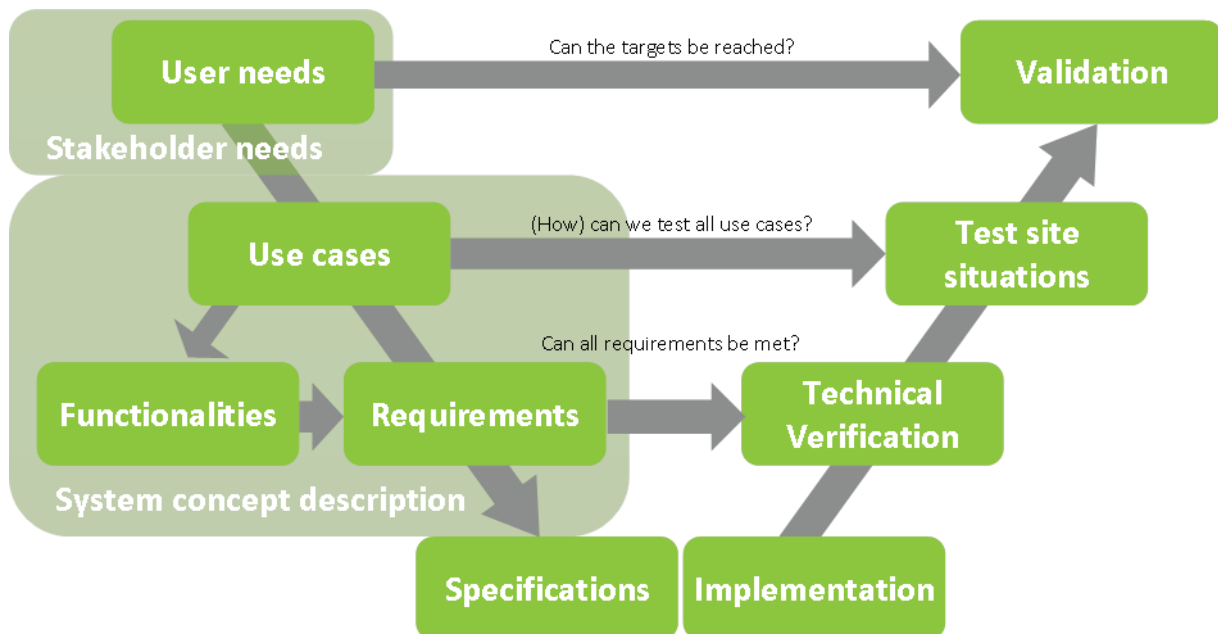 User needs
Can the targets be reached?
Validation
Stakeholder needs
Use cases
(How) can we test all use cases?
Test site
situations
Can all requirements be met?
Functionalities
Requirements
Technical
Verification
System concept description
Specifications
Implementation